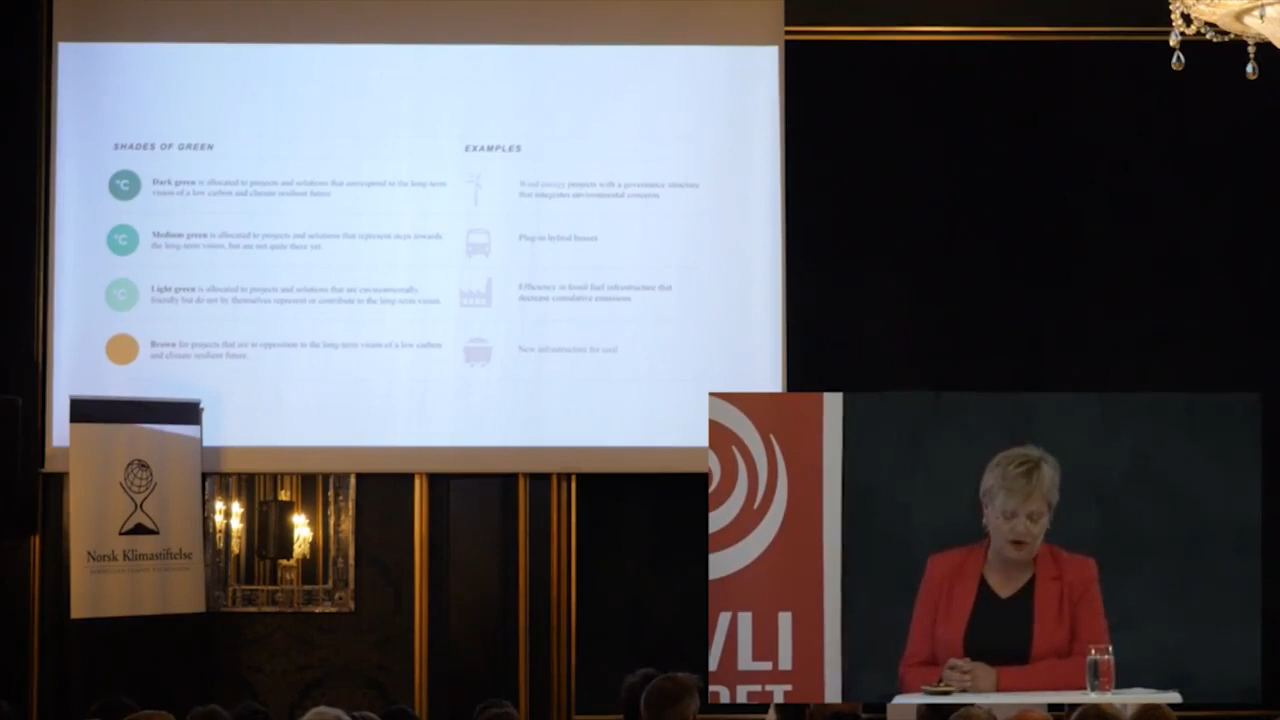 SHADES OF GREEN
Dark green is allocated to projects and solutions that correspond to the long-term
vision of a low carbon and climate resilient future.
Medium green is allocated to projects and solutions that represent steps towards
the long-term vision, but are not quite there yet.
Light green is allocated to projects and solutions that are environmentally
friendly but do not by themselves represent or contribute to the long-term vision.
Brown for projects that are in opposition to the long-term vision of a low carbon
and climate resilient future.
EXAMPLES
Wind energy projects with a governance structure
that integrates environmental concerns
Plug-in hybrid busses
Efficiency in fossil fuel infrastructure that
decrease cumulative emissions
New infrastructure for coal
°C
°C
°C
Norsk Klimastiftelse
VLI
DET